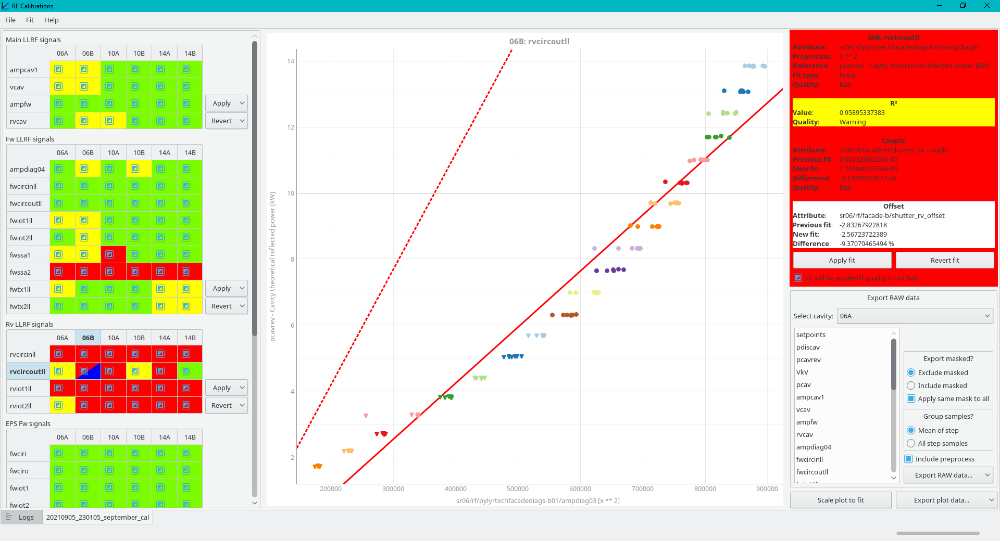 RF Calibrations
File Fit Help
Main LLRF signals
06A 06B 10A 10B 14A 14B
ampcav1
vcav
ampfw
rvcav
Apply
Revert
Fw LLRF signals
06A 06B 10A 10B 14A 14B
ampdiag04
fwcircinll
fwcircoutll
fwiot1ll
fwiot2ll
fwssa1
fwssa2
fwtx1ll
fwtx2ll
Apply
Revert
Rv LLRF signals
06A 06B 10A 10B 14A 14B
rvcircinll
rvcircoutll
rviot1ll
rviot2ll
Apply
Revert
EPS Fw signals
06A 06B 10A 10B 14A 14B
fwciri
fwciro
fwiot1
fwiot2
Logs 20210905_230105_september_cal
06B: rvcircoutll
pcavrev - Cavity theoretical reflected power [kW]
14
12
10
8
6
4
2
200000 300000 400000 500000 600000 700000 800000 900000
sr06/rf/pylyrtechfacadediags-b01/ampdiag03 [x ** 2]
06B: rvcircoutll
Attribute: sr06/rf/pylyrtechfacadediags-b01/ampdiag03
Preprocess: x ** 2
Reference: pcavrev - Cavity theoretical reflected power [kW]
Fit type: linear
Quality: Bad
R²
Value: 0.95895337383
Quality: Warning
Couple
Attribute: sr06/rf/facade-b/shutter_rv_couple
Previous fit: 3.50232366239e-05
New fit: 1.70004620759e-05
Difference: -3.13895552577 dB
Quality: Bad
Offset
Attribute: sr06/rf/facade-b/shutter_rv_offset
Previous fit: -2.83267922818
New fit: -2.56723722389
Difference: -9.37070465494 %
Apply fit Revert fit
Fit will be applied if quality is not bad
Export RAW data
Select cavity: 06A
setpoints
pdiscav
pcavrev
VkV
pcav
ampcav1
vcav
ampfw
rvcav
ampdiag04
fwcircinll
fwcircoutll
Export masked?
Exclude masked
Include masked
Apply same mask to all
Group samples?
Mean of step
All step samples
Include preprocess
Export RAW data...
Scale plot to fit Export plot data...